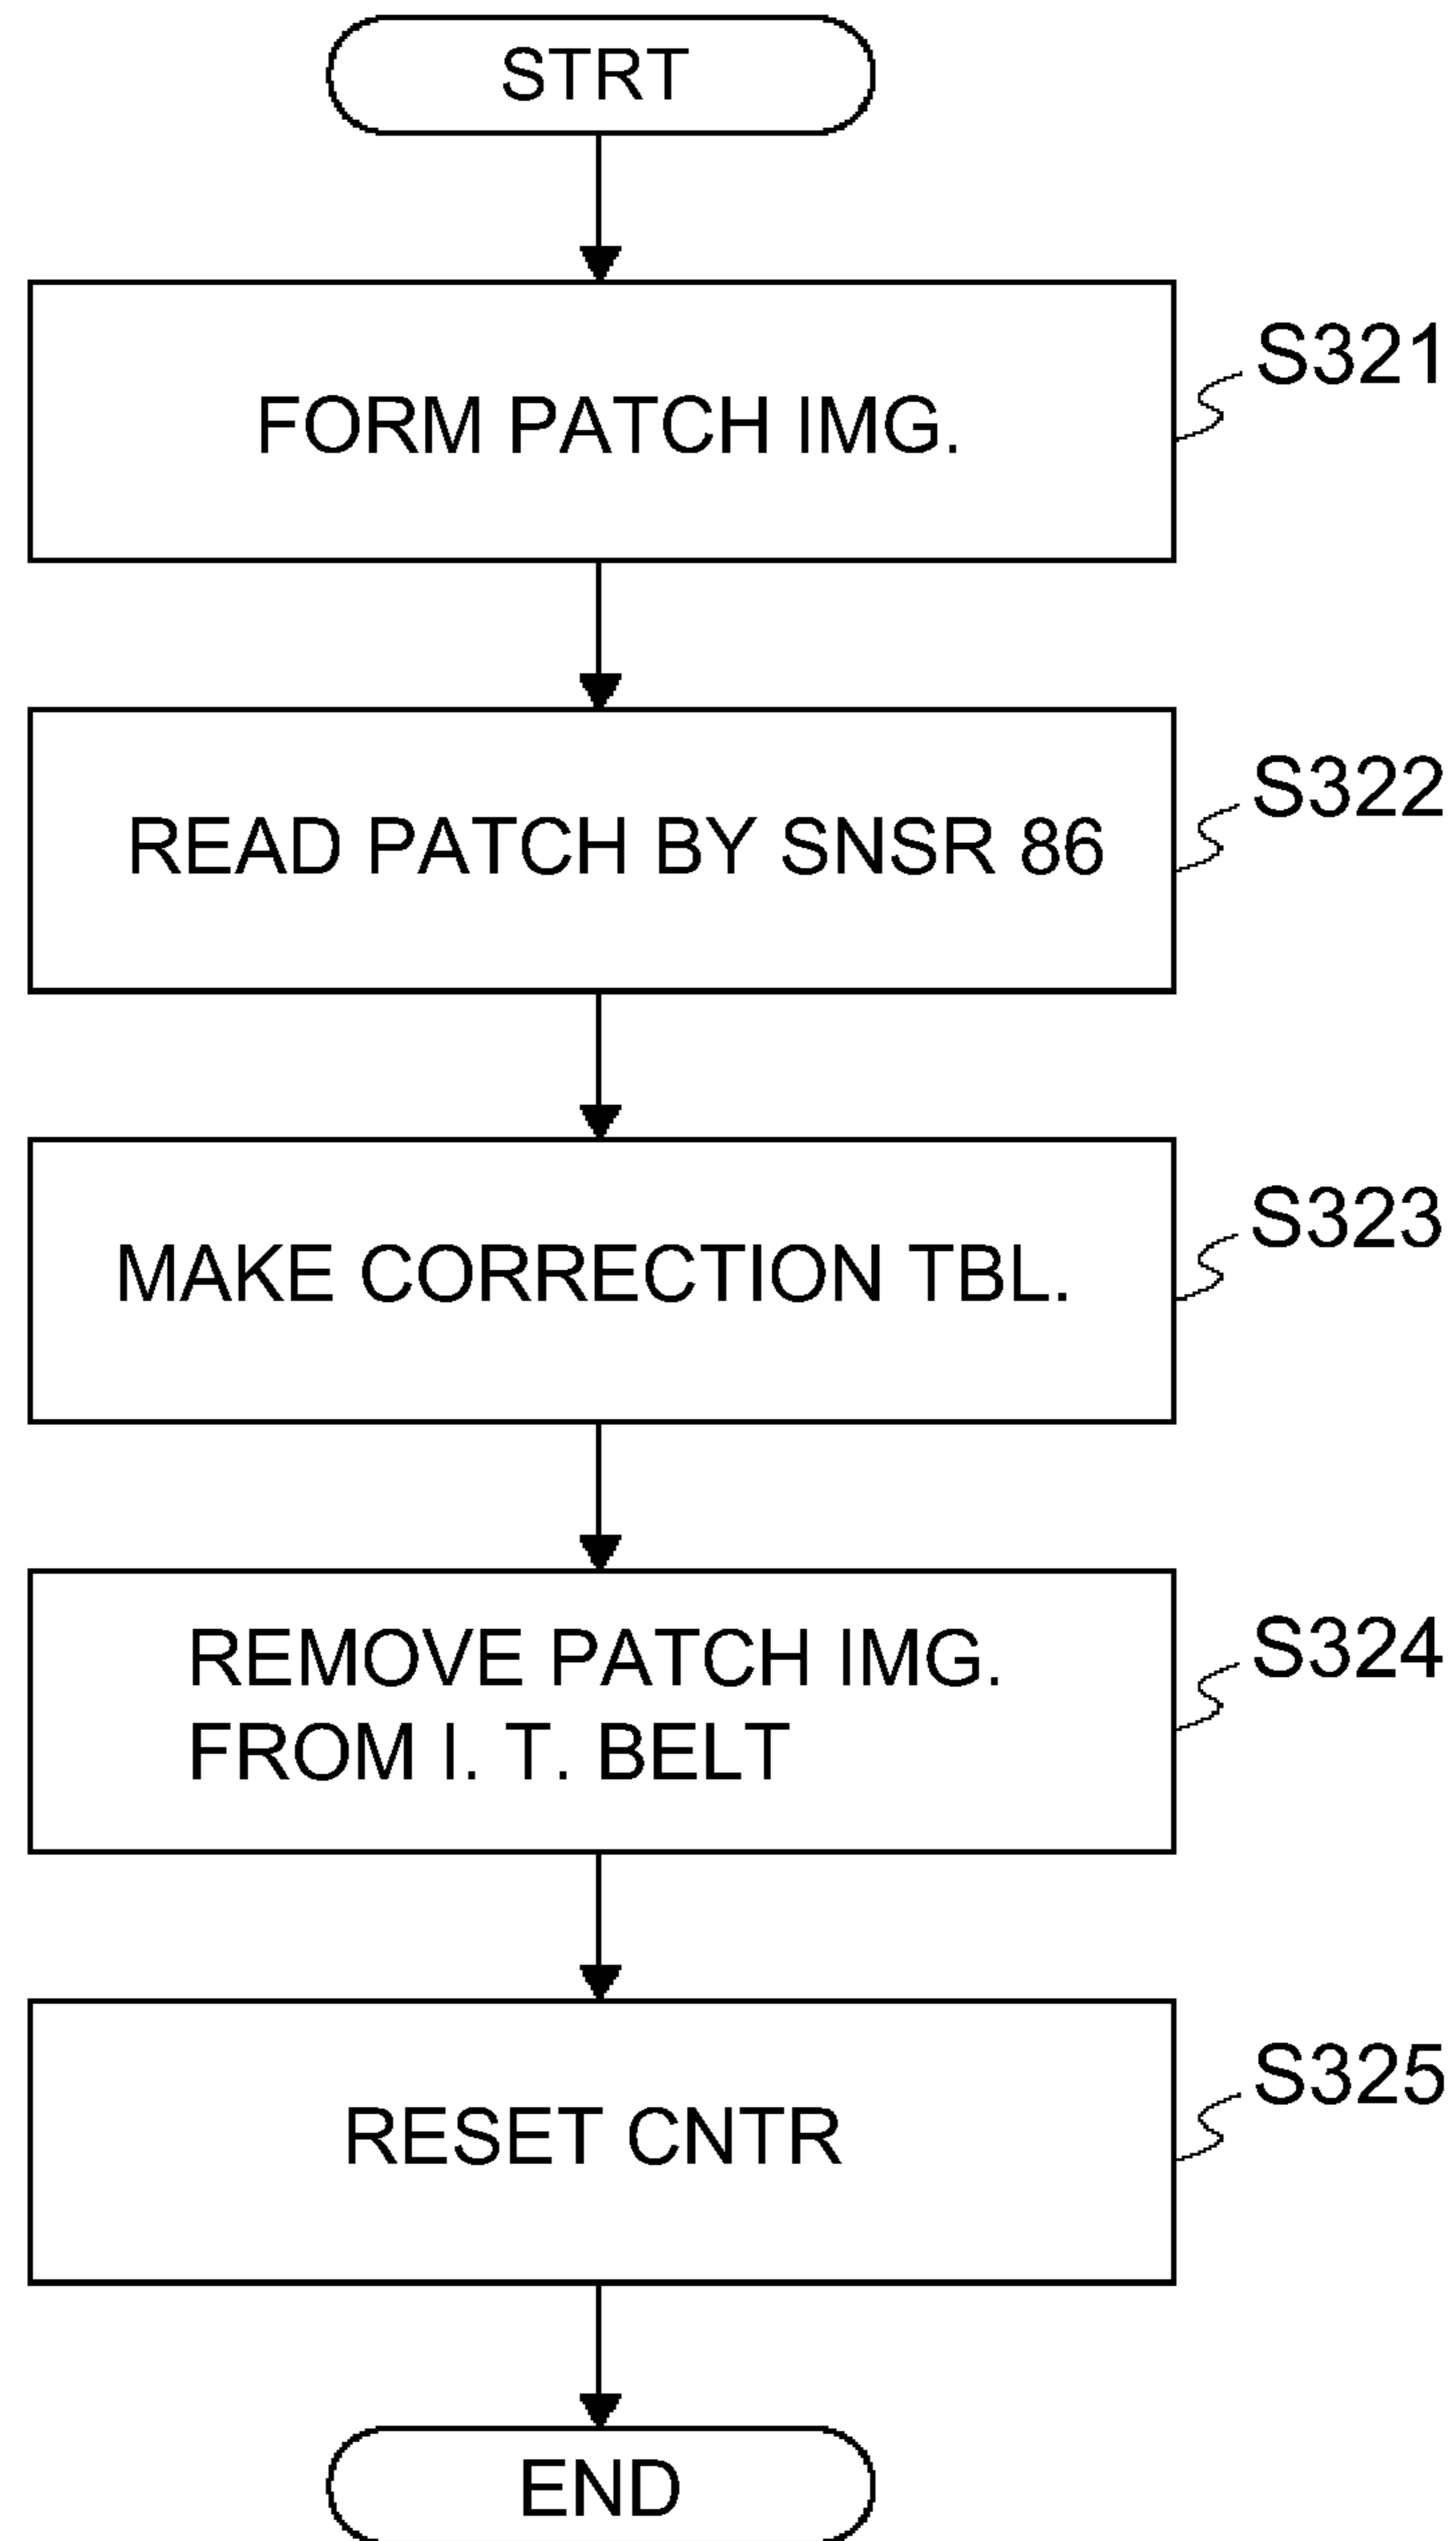 STRT
FORM PATCH IMG.
S321
READ PATCH BY SNSR 86
S322
MAKE CORRECTION TBL.
S323
REMOVE PATCH IMG.
FROM I. T. BELT
S324
RESET CNTR
S325
END